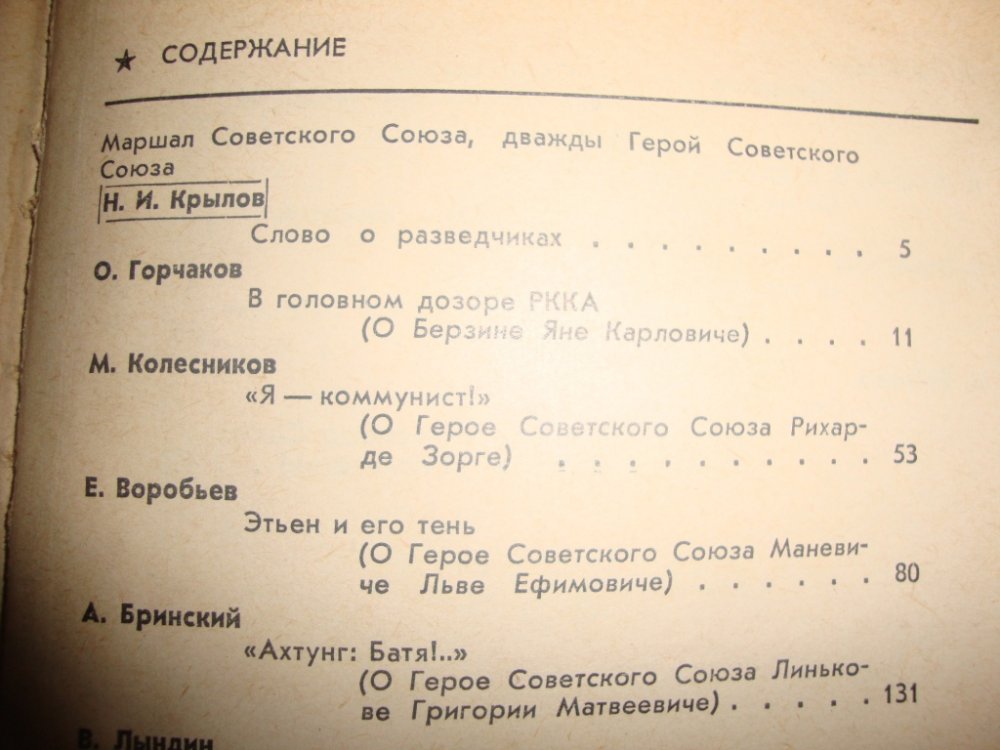 ★ СОДЕРЖАНИЕ
Маршал Советского Союза, дважды Герой Советского
Союза
Н. И. Крылов
Слово о разведчиках . . . . . . . . . 5
О. Горчаков
В головном дозоре РККА
(О Берзине Яне Карловиче) . . . . . 11
М. Колесников
«Я — коммунист!»
(О Герое Советского Союза Рихар-
де Зорге) . . . . . . . . . . 53
Е. Воробьев
Этьен и его тень
(О Герое Советского Союза Маневи-
че Льве Ефимовиче) . . . . . . 80
А. Бринский
«Ахтунг: Батя!..»
(О Герое Советского Союза Линько-
ве Григории Матвеевиче) . . . . . 131
В. Лындин